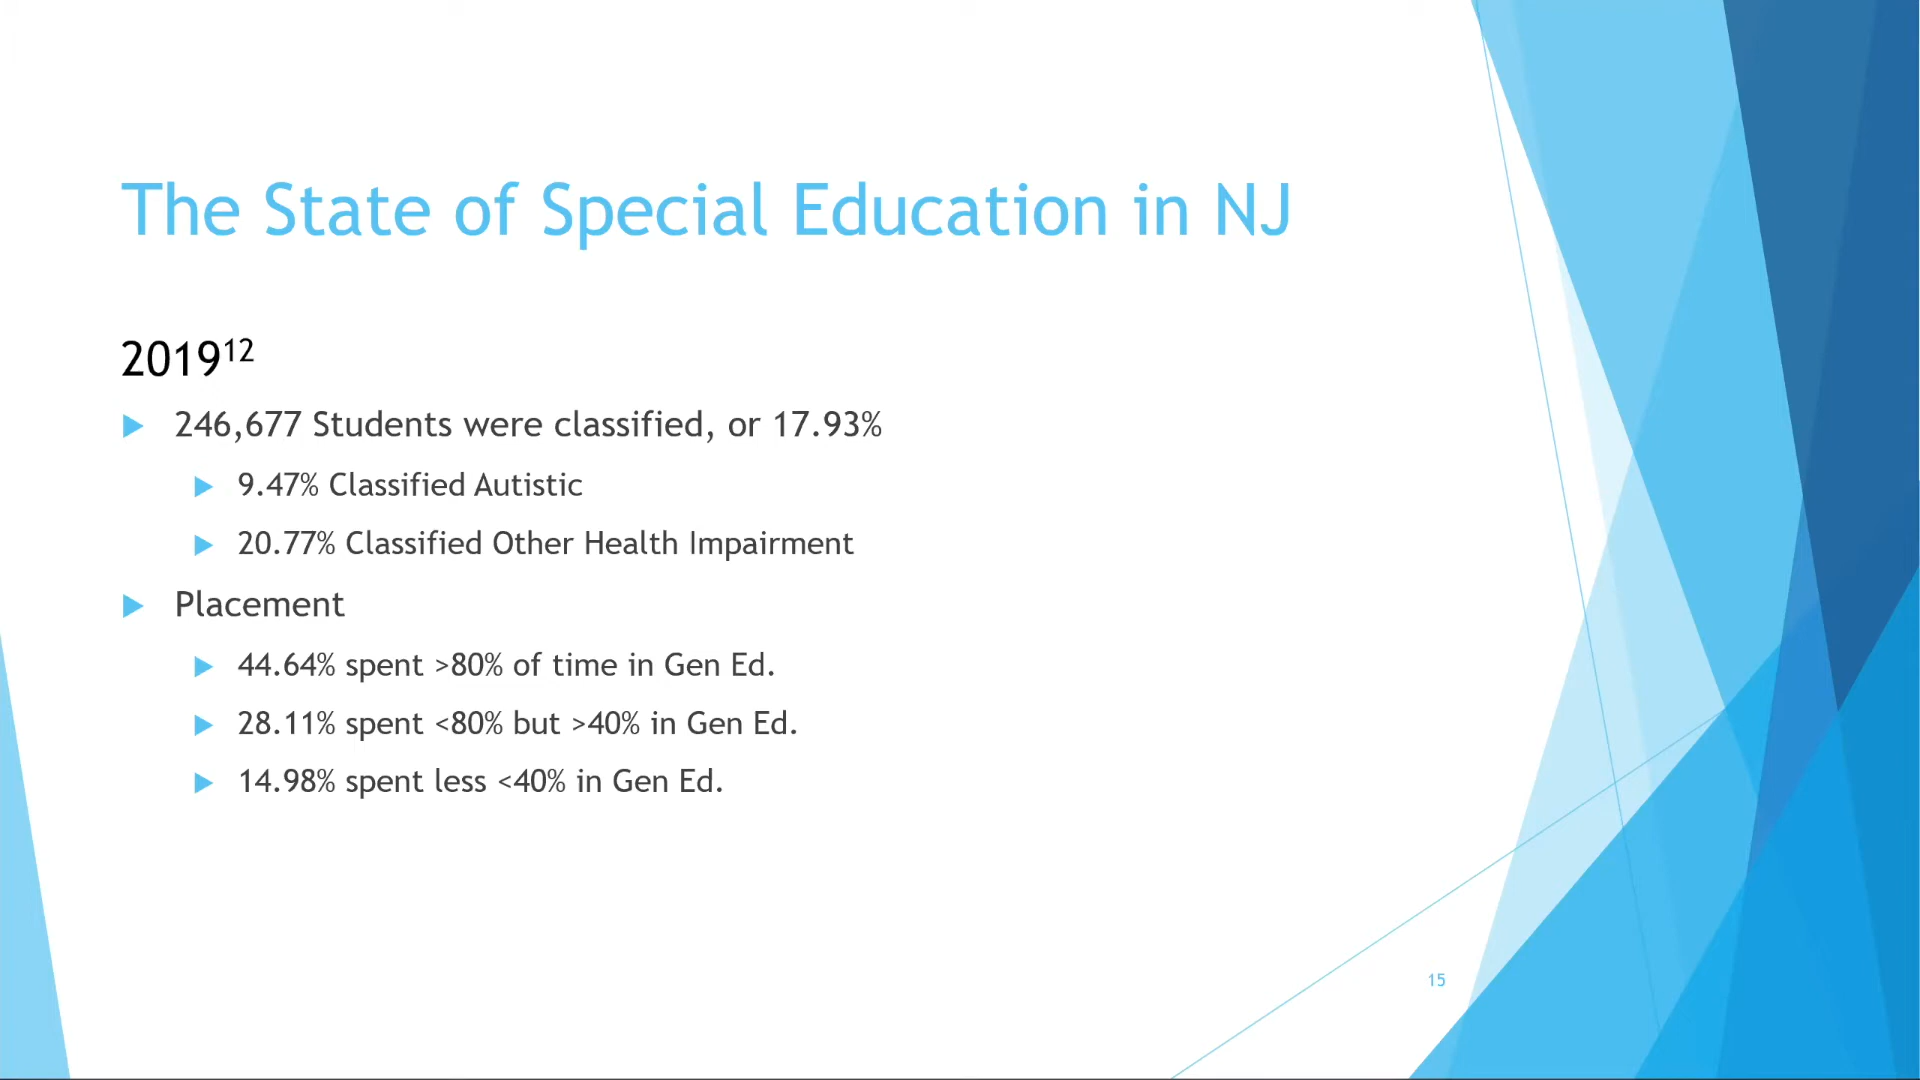 The State of Special Education in NJ
2019¹²
246,677 Students were classified, or 17.93%
9.47% Classified Autistic
20.77% Classified Other Health Impairment
Placement
44.64% spent >80% of time in Gen Ed.
28.11% spent <80% but >40% in Gen Ed.
14.98% spent less <40% in Gen Ed.
15